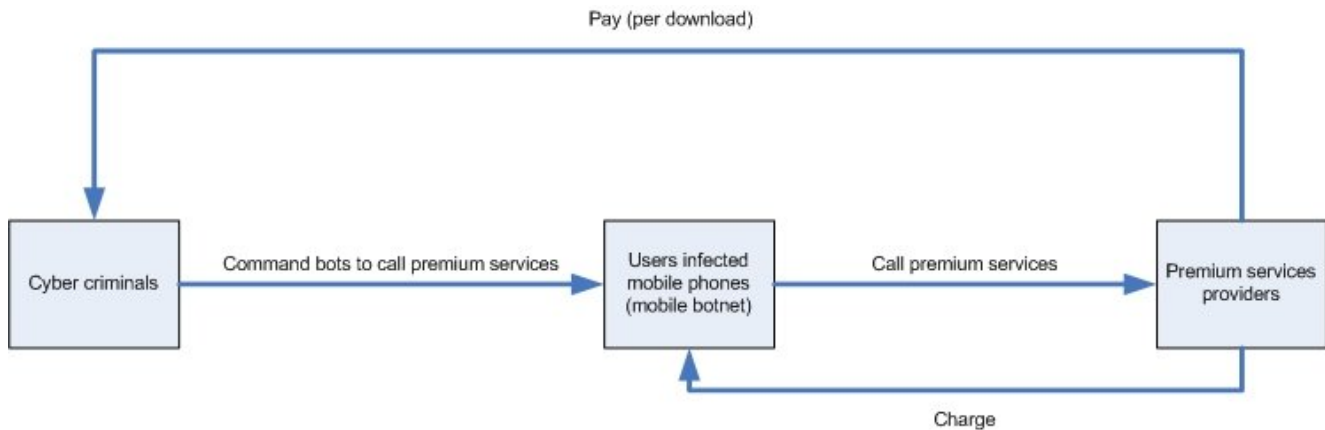 Pay (per download)
Cyber criminals
Command bots to call premium services
Users infected
mobile phones
(mobile botnet)
Call premium services
Premium services
providers
Charge